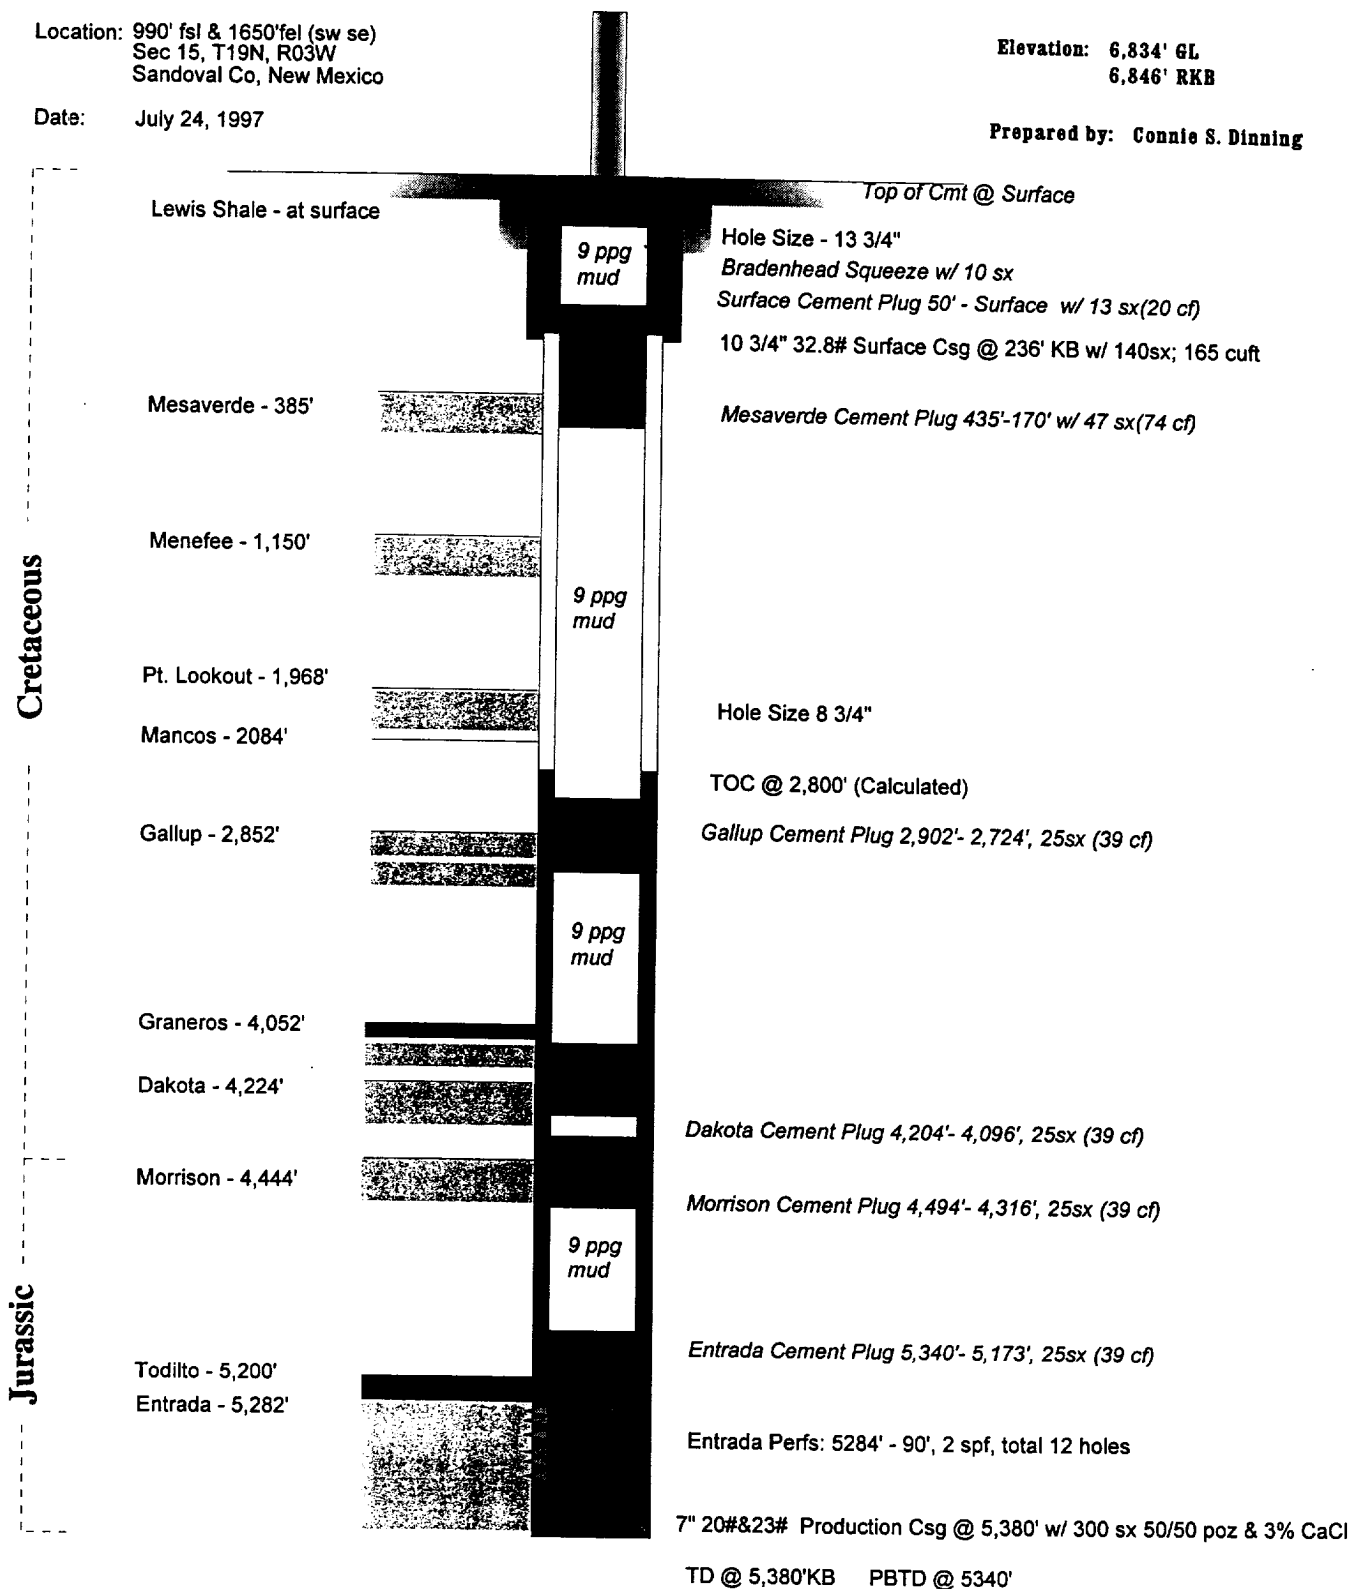 Location: 990' fsl & 1650'fel (sw se)
Sec 15, T19N, R03W
Sandoval Co, New Mexico
Date: July 24, 1997
Elevation: 6,834' GL
6,846' RKB
Prepared by: Connie S. Dinning
Top of Cmt @ Surface
Lewis Shale - at surface
Hole Size - 13 3/4"
9 ppg
mud
Bradenhead Squeeze w/ 10 sx
Surface Cement Plug 50' - Surface w/ 13 sx(20 cf)
10 3/4" 32.8# Surface Csg @ 236' KB w/ 140sx; 165 cuft
Mesaverde - 385'
Mesaverde Cement Plug 435'-170' w/ 47 sx(74 cf)
Cretaceous
Menefee - 1,150'
9 ppg
mud
Pt. Lookout - 1,968'
Hole Size 8 3/4"
Mancos - 2084'
TOC @ 2,800' (Calculated)
Gallup - 2,852'
Gallup Cement Plug 2,902'- 2,724', 25sx (39 cf)
9 ppg
mud
Graneros - 4,052'
Dakota - 4,224'
Dakota Cement Plug 4,204'- 4,096', 25sx (39 cf)
Morrison - 4,444'
Morrison Cement Plug 4,494'- 4,316', 25sx (39 cf)
9 ppg
mud
Jurassic
Entrada Cement Plug 5,340'- 5,173', 25sx (39 cf)
Todilto - 5,200'
Entrada - 5,282'
Entrada Perfs: 5284' - 90', 2 spf, total 12 holes
7" 20#&23# Production Csg @ 5,380' w/ 300 sx 50/50 poz & 3% CaCl
TD @ 5,380'KB PBTD @ 5340'